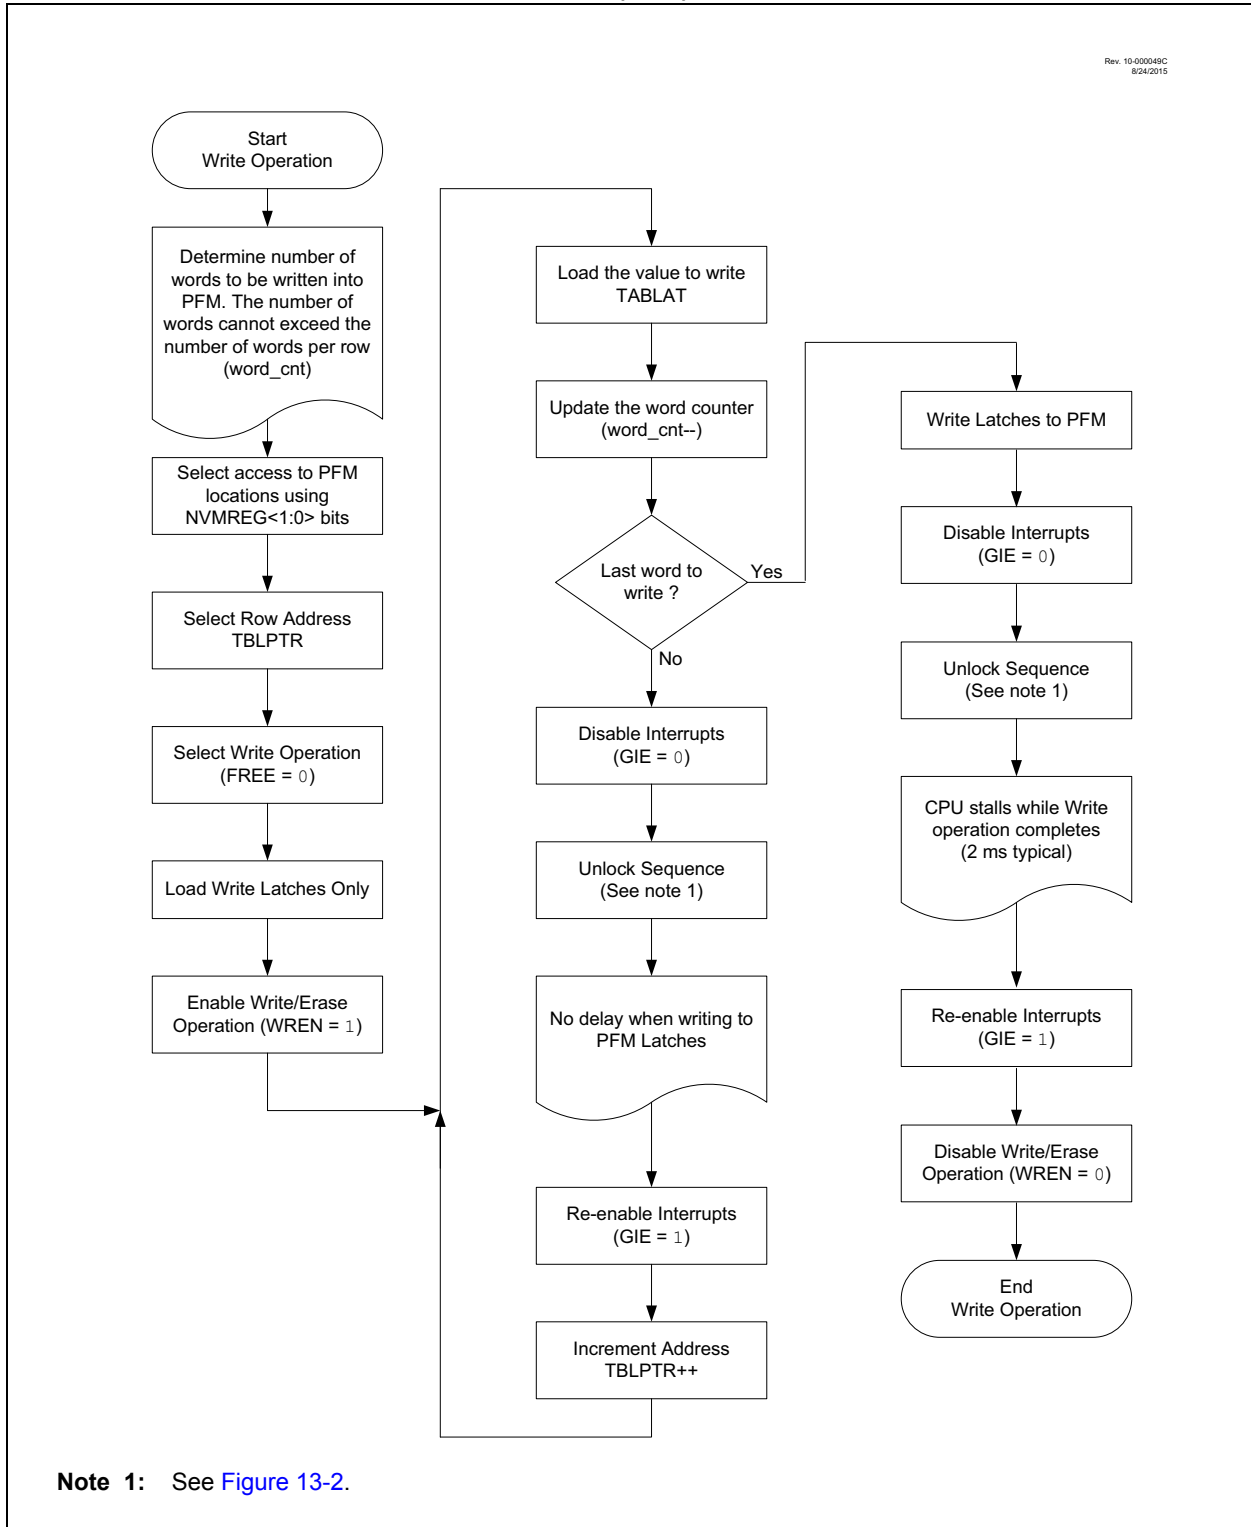 Rev. 10-000049C
8/24/2015
Start
Write Operation
Determine number of
words to be written into
PFM. The number of
words cannot exceed the
number of words per row
(word_cnt)
Select access to PFM
locations using
NVMREG<1:0> bits
Select Row Address
TBLPTR
Select Write Operation
(FREE = 0)
Load Write Latches Only
Enable Write/Erase
Operation (WREN = 1)
Load the value to write
TABLAT
Update the word counter
(word_cnt--)
Last word to
write ?
Yes
No
Disable Interrupts
(GIE = 0)
Unlock Sequence
(See note 1)
No delay when writing to
PFM Latches
Re-enable Interrupts
(GIE = 1)
Increment Address
TBLPTR++
Write Latches to PFM
Disable Interrupts
(GIE = 0)
Unlock Sequence
(See note 1)
CPU stalls while Write
operation completes
(2 ms typical)
Re-enable Interrupts
(GIE = 1)
Disable Write/Erase
Operation (WREN = 0)
End
Write Operation
Note 1: See Figure 13-2.